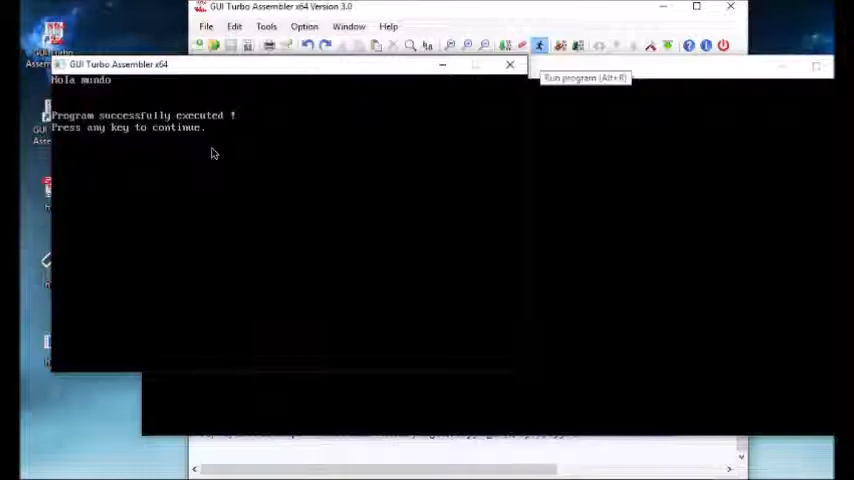 GUI Turbo Assembler x64 Version 3.0
File Edit Tools Option Window Help
GUI Turbo Assembler x64
Run program (Alt+R)
Hola mundo
Program successfully executed !
Press any key to continue.